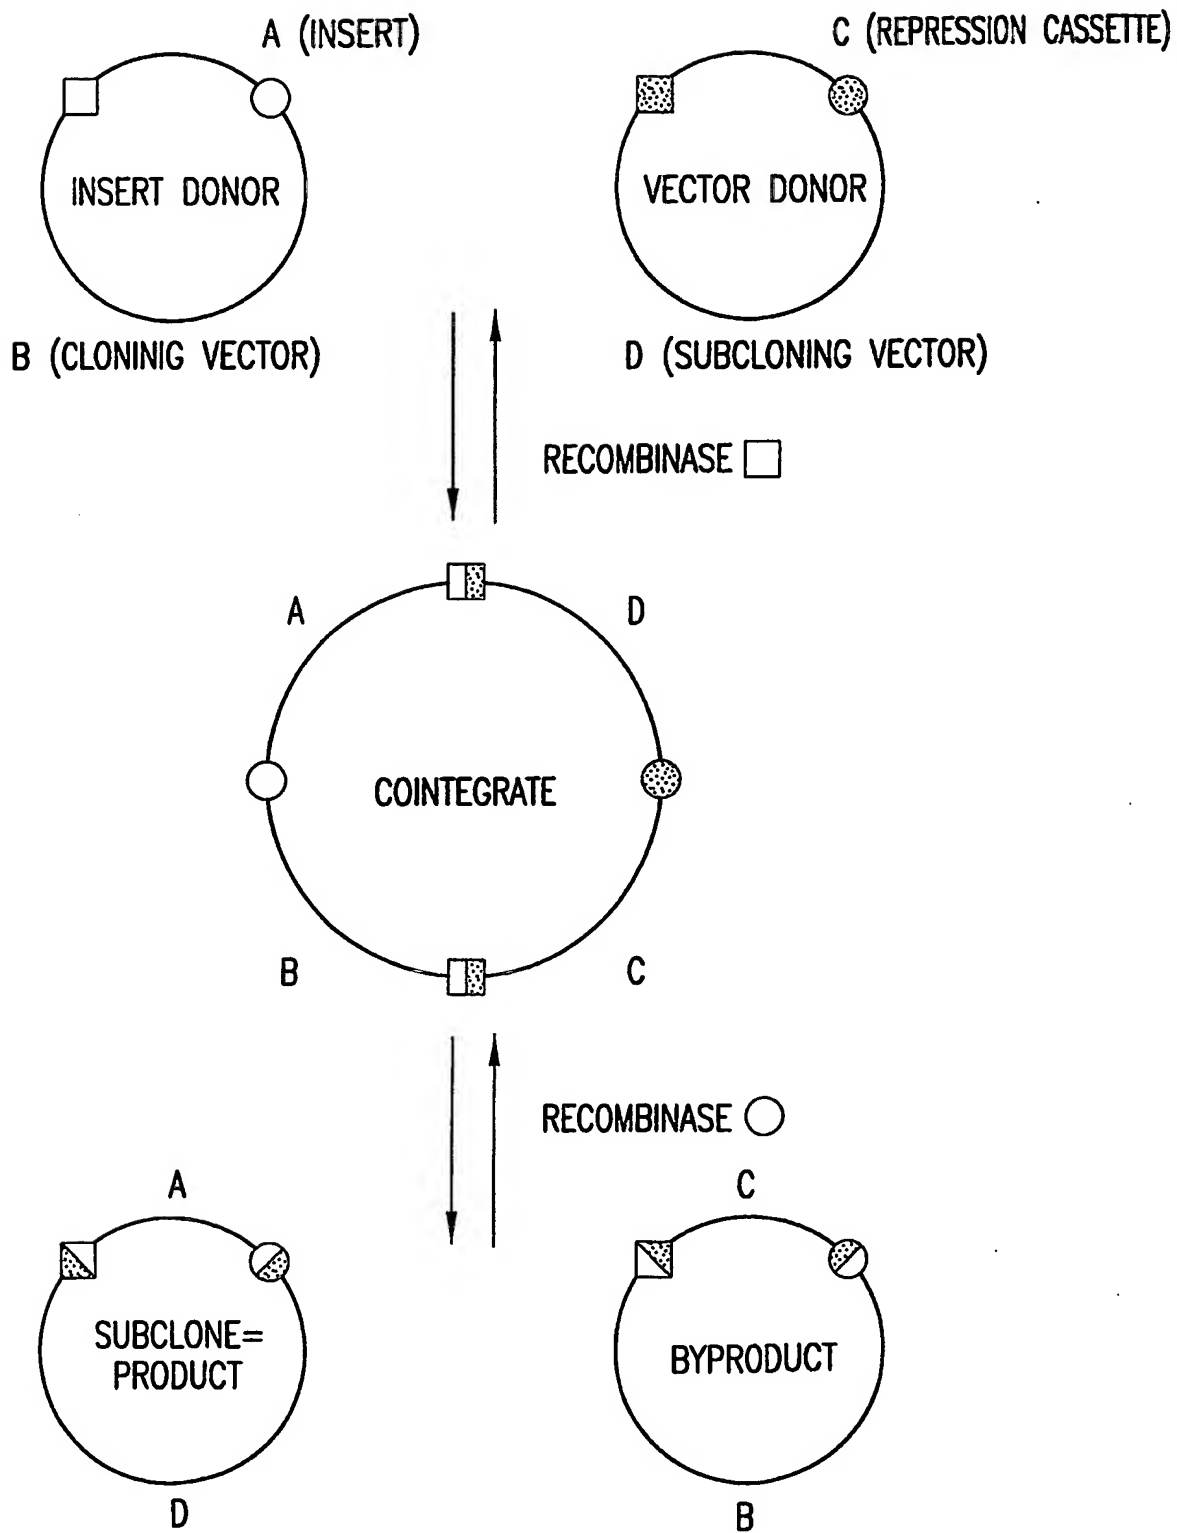 A (INSERT)
C (REPRESSION CASSETTE)
INSERT DONOR
VECTOR DONOR
B (CLONINIG VECTOR)
D (SUBCLONING VECTOR)
RECOMBINASE
A
D
COINTEGRATE
B
C
RECOMBINASE
A
C
SUBCLONE=
PRODUCT
BYPRODUCT
D
B